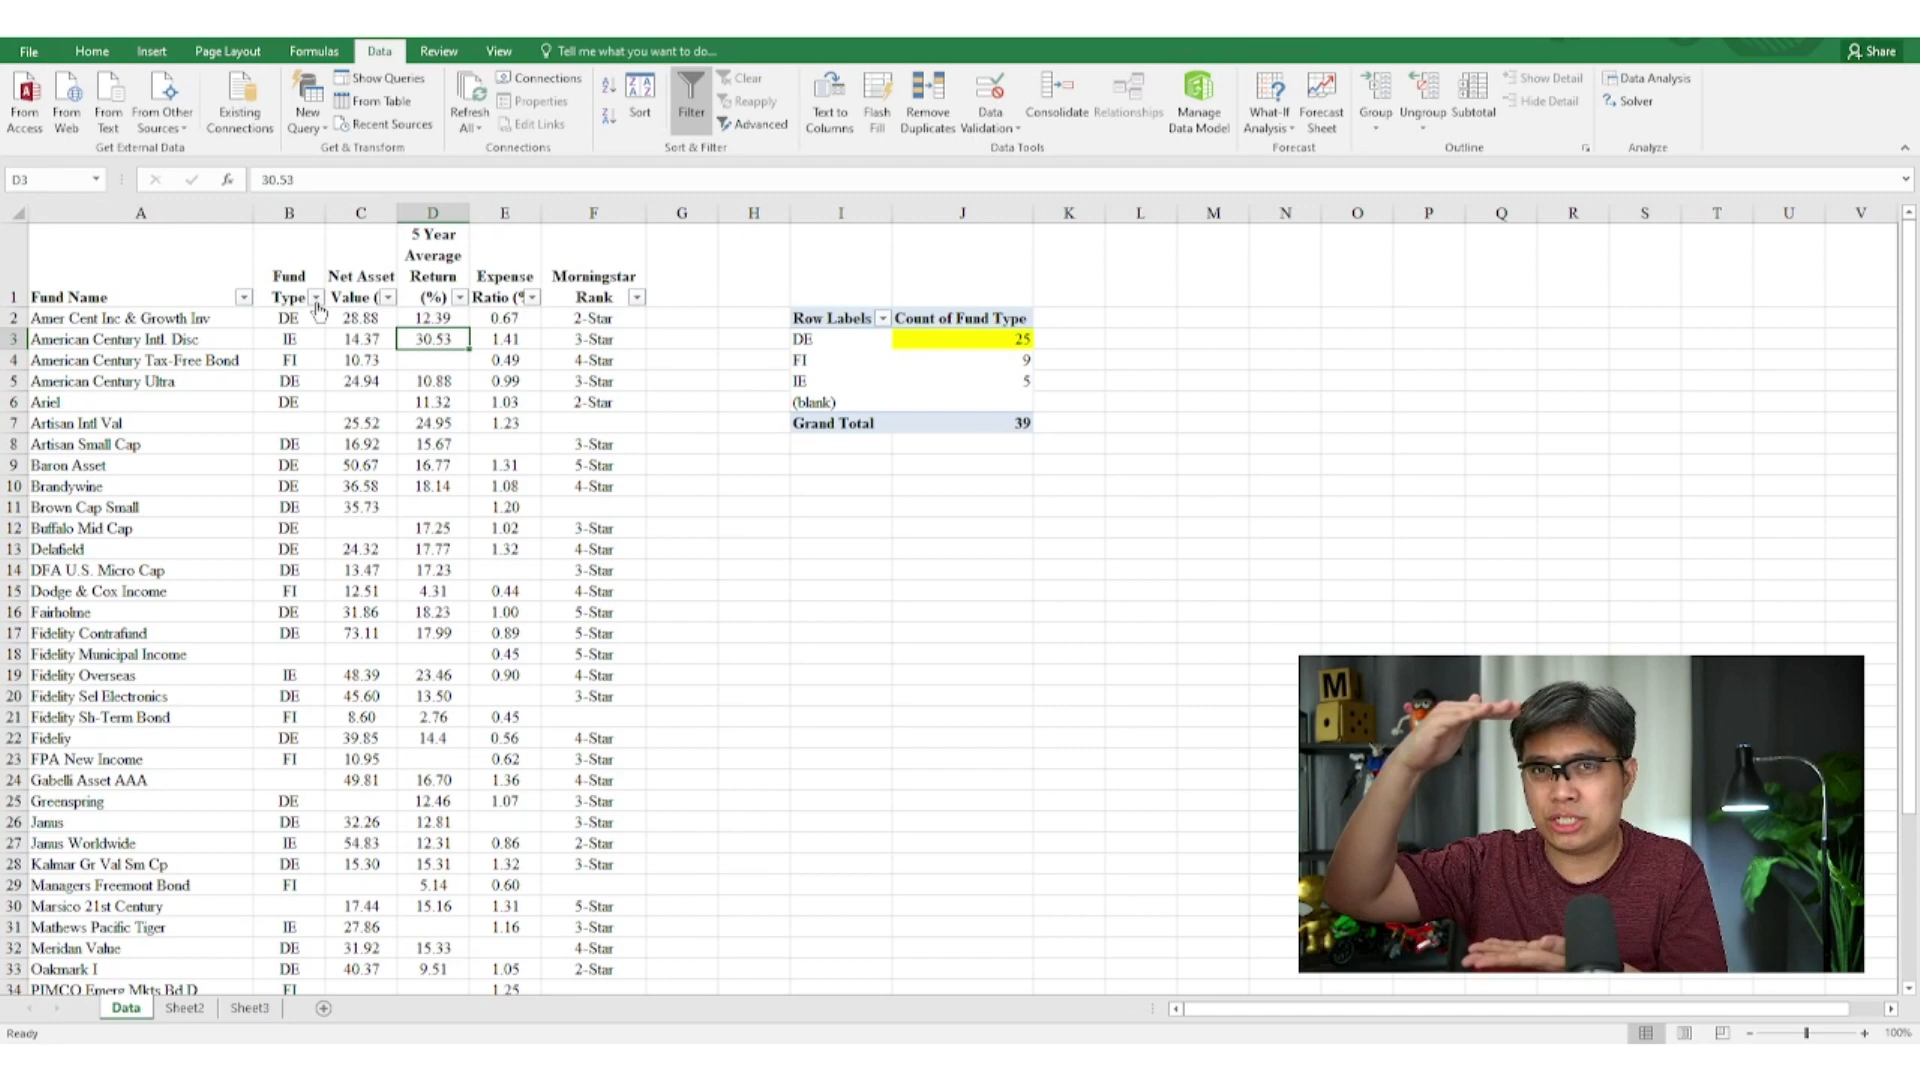 File Home Insert Page Layout Formulas Data Review View Tell me what you want to do... Share
From Access From Web From Text From Other Sources Existing Connections New Query Show Queries From Table Recent Sources Refresh All Connections Properties Edit Links Sort Filter Clear Reapply Advanced Text to Columns Flash Fill Remove Duplicates Data Validation Consolidate Relationships Manage Data Model What-If Analysis Forecast Sheet Group Ungroup Subtotal Show Detail Hide Detail Data Analysis Solver
Get External Data Get & Transform Connections Sort & Filter Data Tools Forecast Outline Analyze
D3 fx 30.53
A B C D E F G H I J K L M N O P Q R S T U V
1 Fund Name Fund Type Net Asset Value ( 5 Year Average Return (%) Expense Ratio (% Morningstar Rank
2 Amer Cent Inc & Growth Inv DE 28.88 12.39 0.67 2-Star Row Labels Count of Fund Type
3 American Century Intl. Disc IE 14.37 30.53 1.41 3-Star DE 25
4 American Century Tax-Free Bond FI 10.73 0.49 4-Star FI 9
5 American Century Ultra DE 24.94 10.88 0.99 3-Star IE 5
6 Ariel DE 11.32 1.03 2-Star (blank)
7 Artisan Intl Val 25.52 24.95 1.23 Grand Total 39
8 Artisan Small Cap DE 16.92 15.67 3-Star
9 Baron Asset DE 50.67 16.77 1.31 5-Star
10 Brandywine DE 36.58 18.14 1.08 4-Star
11 Brown Cap Small DE 35.73 1.20
12 Buffalo Mid Cap DE 17.25 1.02 3-Star
13 Delafield DE 24.32 17.77 1.32 4-Star
14 DFA U.S. Micro Cap DE 13.47 17.23 3-Star
15 Dodge & Cox Income FI 12.51 4.31 0.44 4-Star
16 Fairholme DE 31.86 18.23 1.00 5-Star
17 Fidelity Contrafund DE 73.11 17.99 0.89 5-Star
18 Fidelity Municipal Income 0.45 5-Star
19 Fidelity Overseas IE 48.39 23.46 0.90 4-Star
20 Fidelity Sel Electronics DE 45.60 13.50 3-Star
21 Fidelity Sh-Term Bond FI 8.60 2.76 0.45
22 Fideliy DE 39.85 14.4 0.56 4-Star
23 FPA New Income FI 10.95 0.62 3-Star
24 Gabelli Asset AAA 49.81 16.70 1.36 4-Star
25 Greenspring DE 12.46 1.07 3-Star
26 Janus DE 32.26 12.81 3-Star
27 Janus Worldwide IE 54.83 12.31 0.86 2-Star
28 Kalmar Gr Val Sm Cp DE 15.30 15.31 1.32 3-Star
29 Managers Freemont Bond FI 5.14 0.60
30 Marsico 21st Century 17.44 15.16 1.31 5-Star
31 Mathews Pacific Tiger IE 27.86 1.16 3-Star
32 Meridan Value DE 31.92 15.33 4-Star
33 Oakmark I DE 40.37 9.51 1.05 2-Star
34 PIMCO Emerg Mkts Bd D FI 1.25
M
Data Sheet2 Sheet3
Ready 100%